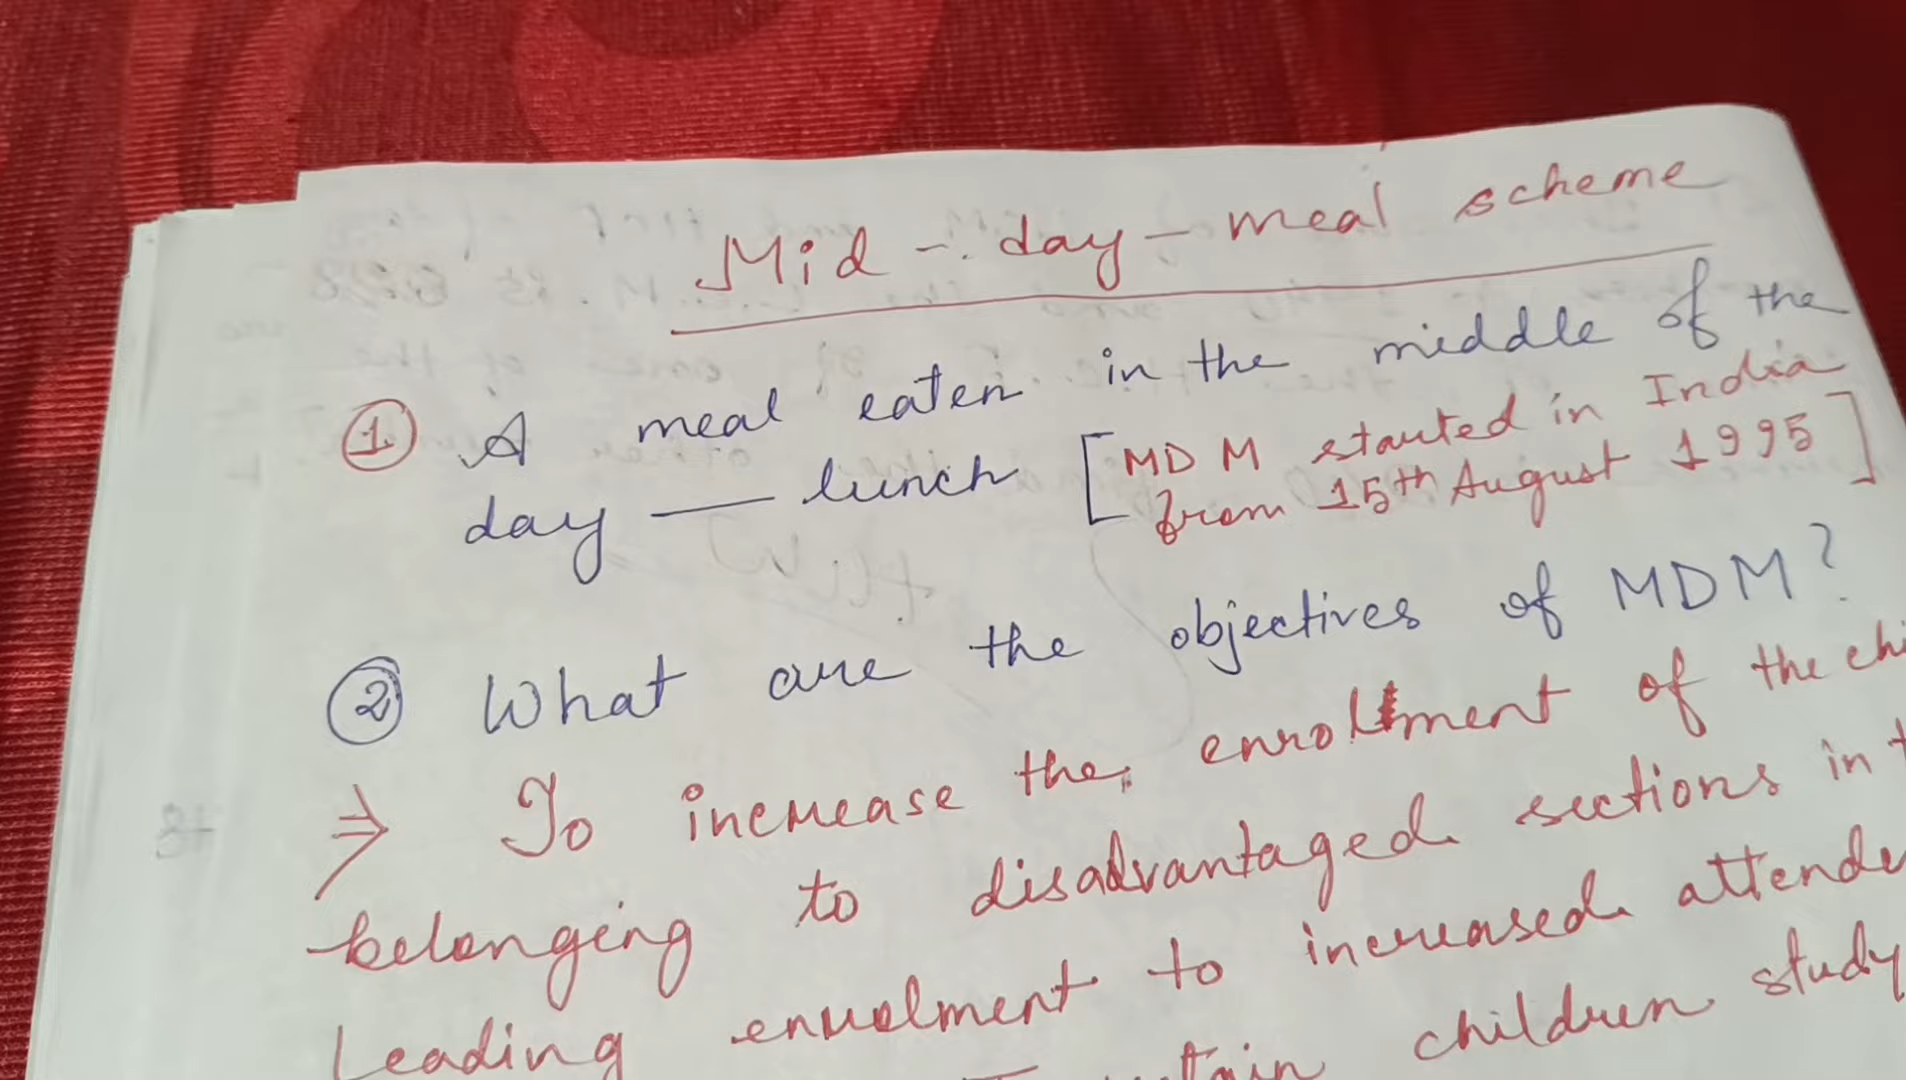 Mid - day - meal scheme
① A meal eaten in the middle of the
day — lunch [MDM started in India
from 15th August 1995]
② What are the objectives of MDM?
⇒ To increase the enrolment of the chi
belonging to disadvantaged sections in t
Leading enrolment to increased attende
children study